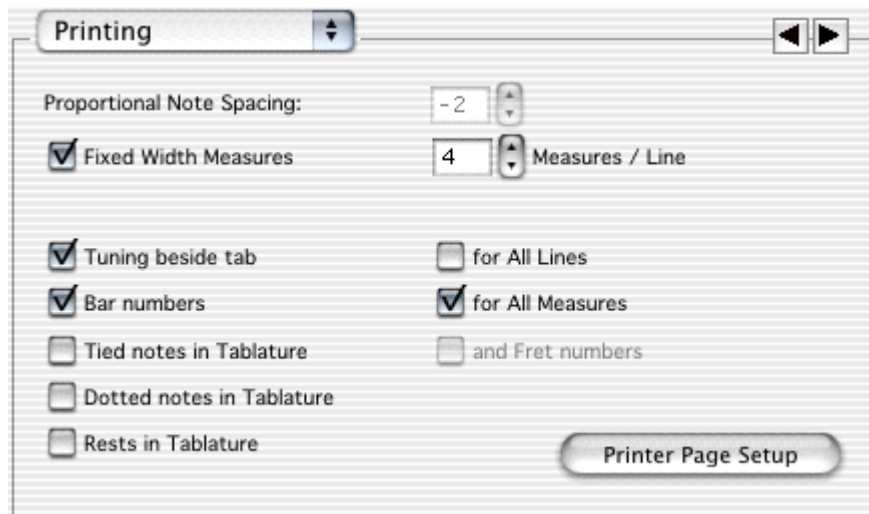 Printing
Proportional Note Spacing: -2
Fixed Width Measures 4 Measures / Line
Tuning beside tab for All Lines
Bar numbers for All Measures
Tied notes in Tablature and Fret numbers
Dotted notes in Tablature
Rests in Tablature
Printer Page Setup